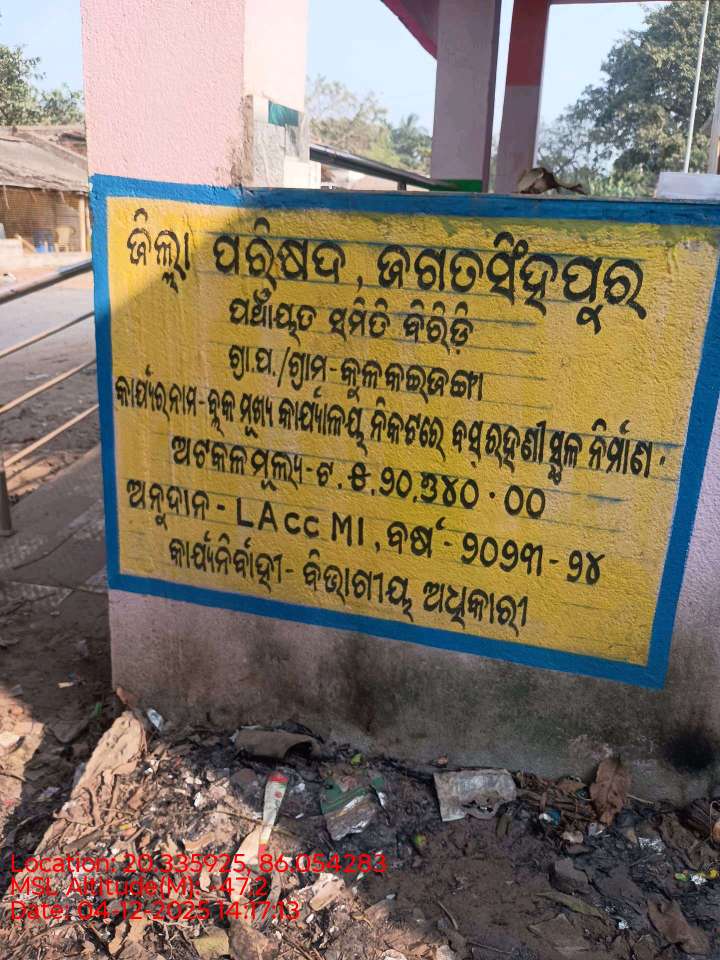 ଜିଲ୍ଲା ପରିଷଦ, ଜଗତସିଂହପୁର
ପଞ୍ଚାୟତ ସମିତି ବିରିଡ଼ି
ଗ୍ରା.ପ./ଗ୍ରାମ-କୁଳକଇଜଙ୍ଗା
କାର୍ଯ୍ୟର ନାମ-ବ୍ଲକ ମୁଖ୍ୟ କାର୍ଯ୍ୟାଳୟ ନିକଟରେ ବସ୍ ରହଣୀ ସ୍ଥଳ ନିର୍ମାଣ.
ଅଟକଳ ମୂଲ୍ୟ-ଟ.୫,୨୦,୩୪୦.୦୦
ଅନୁଦାନ- LACC MI, ବର୍ଷ-୨୦୨୩-୨୪
କାର୍ଯ୍ୟନିର୍ବାହୀ- ବିଭାଗୀୟ ଅଧିକାରୀ
Location: 20.335925, 86.054283
MSL Altitude(M): -47.2
Date: 04-12-2025 14:17:13